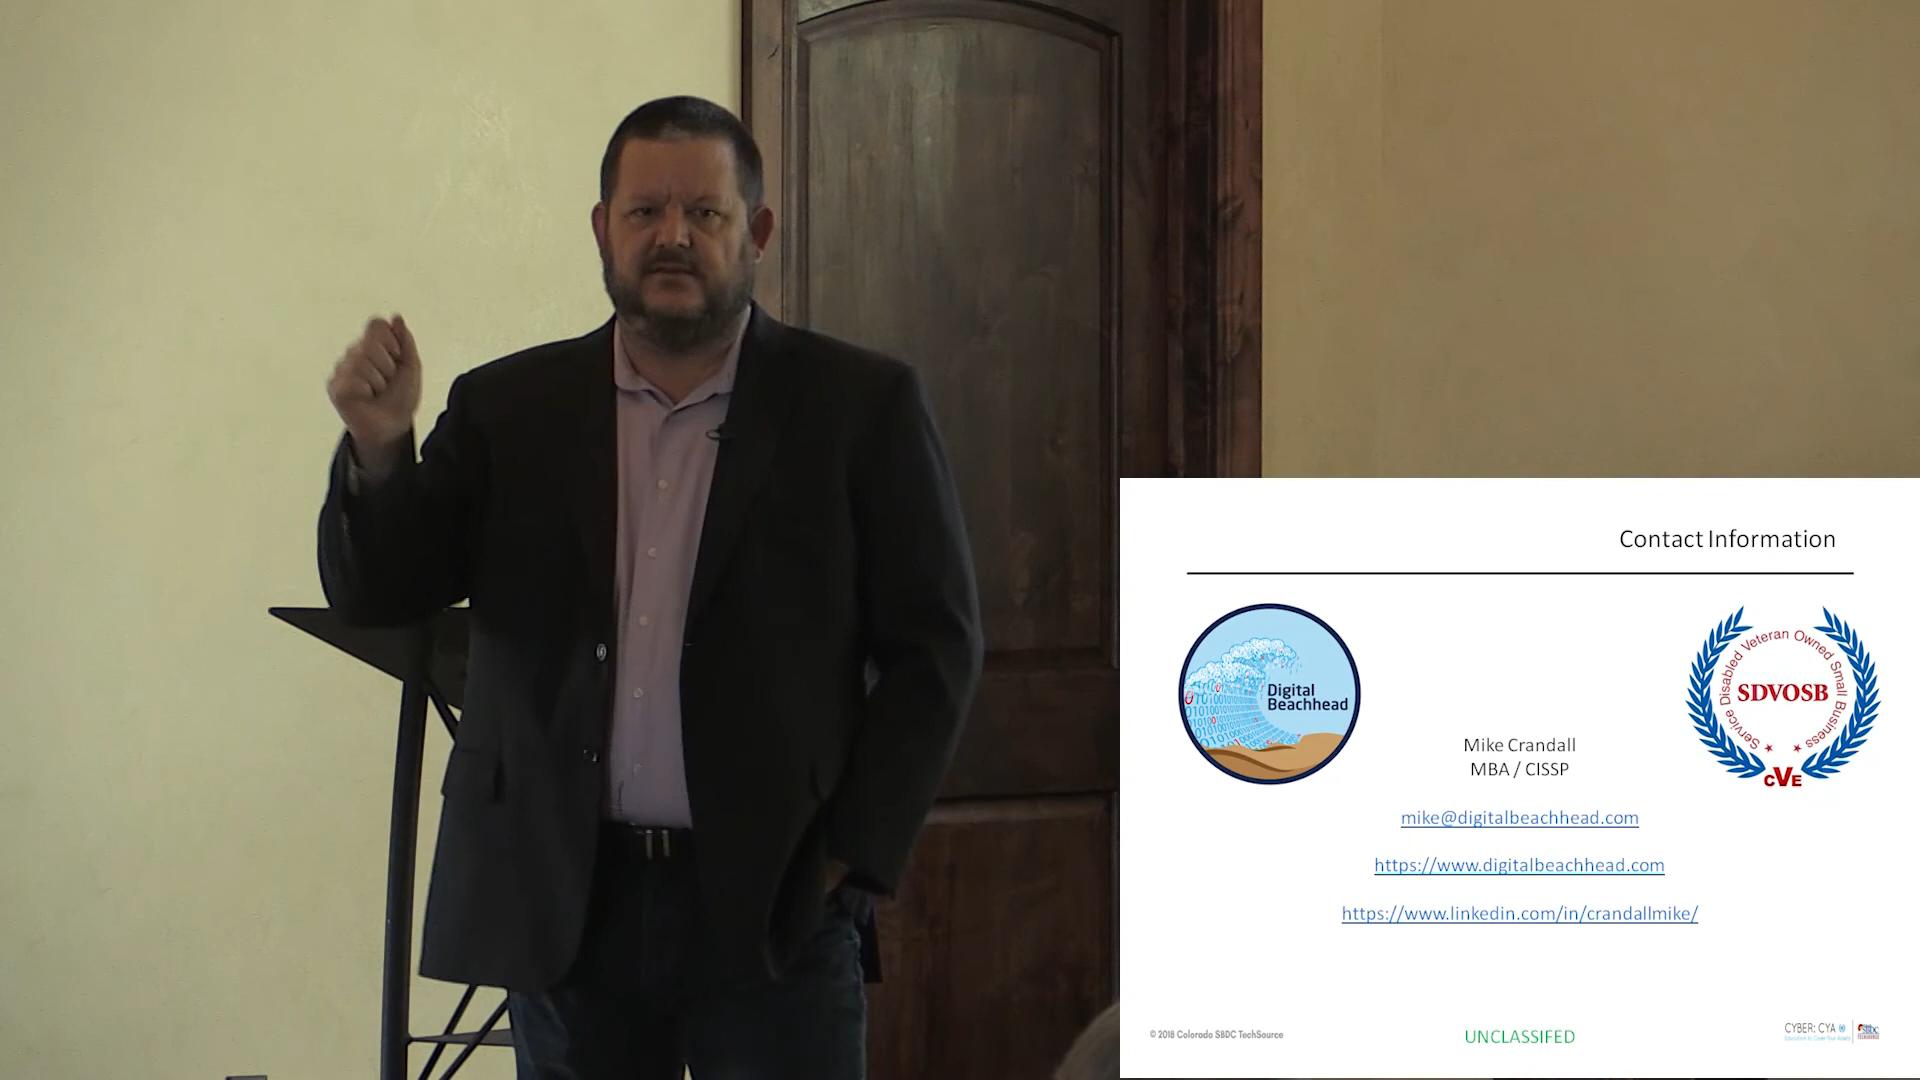 Contact Information
Digital
Beachhead
Service Disabled Veteran Owned Small Business
SDVOSB
CVE
Mike Crandall
MBA / CISSP
mike@digitalbeachhead.com
https://www.digitalbeachhead.com
https://www.linkedin.com/in/crandallmike/
© 2018 Colorado SBDC TechSource
UNCLASSIFED
CYBER: CYA
SBDC